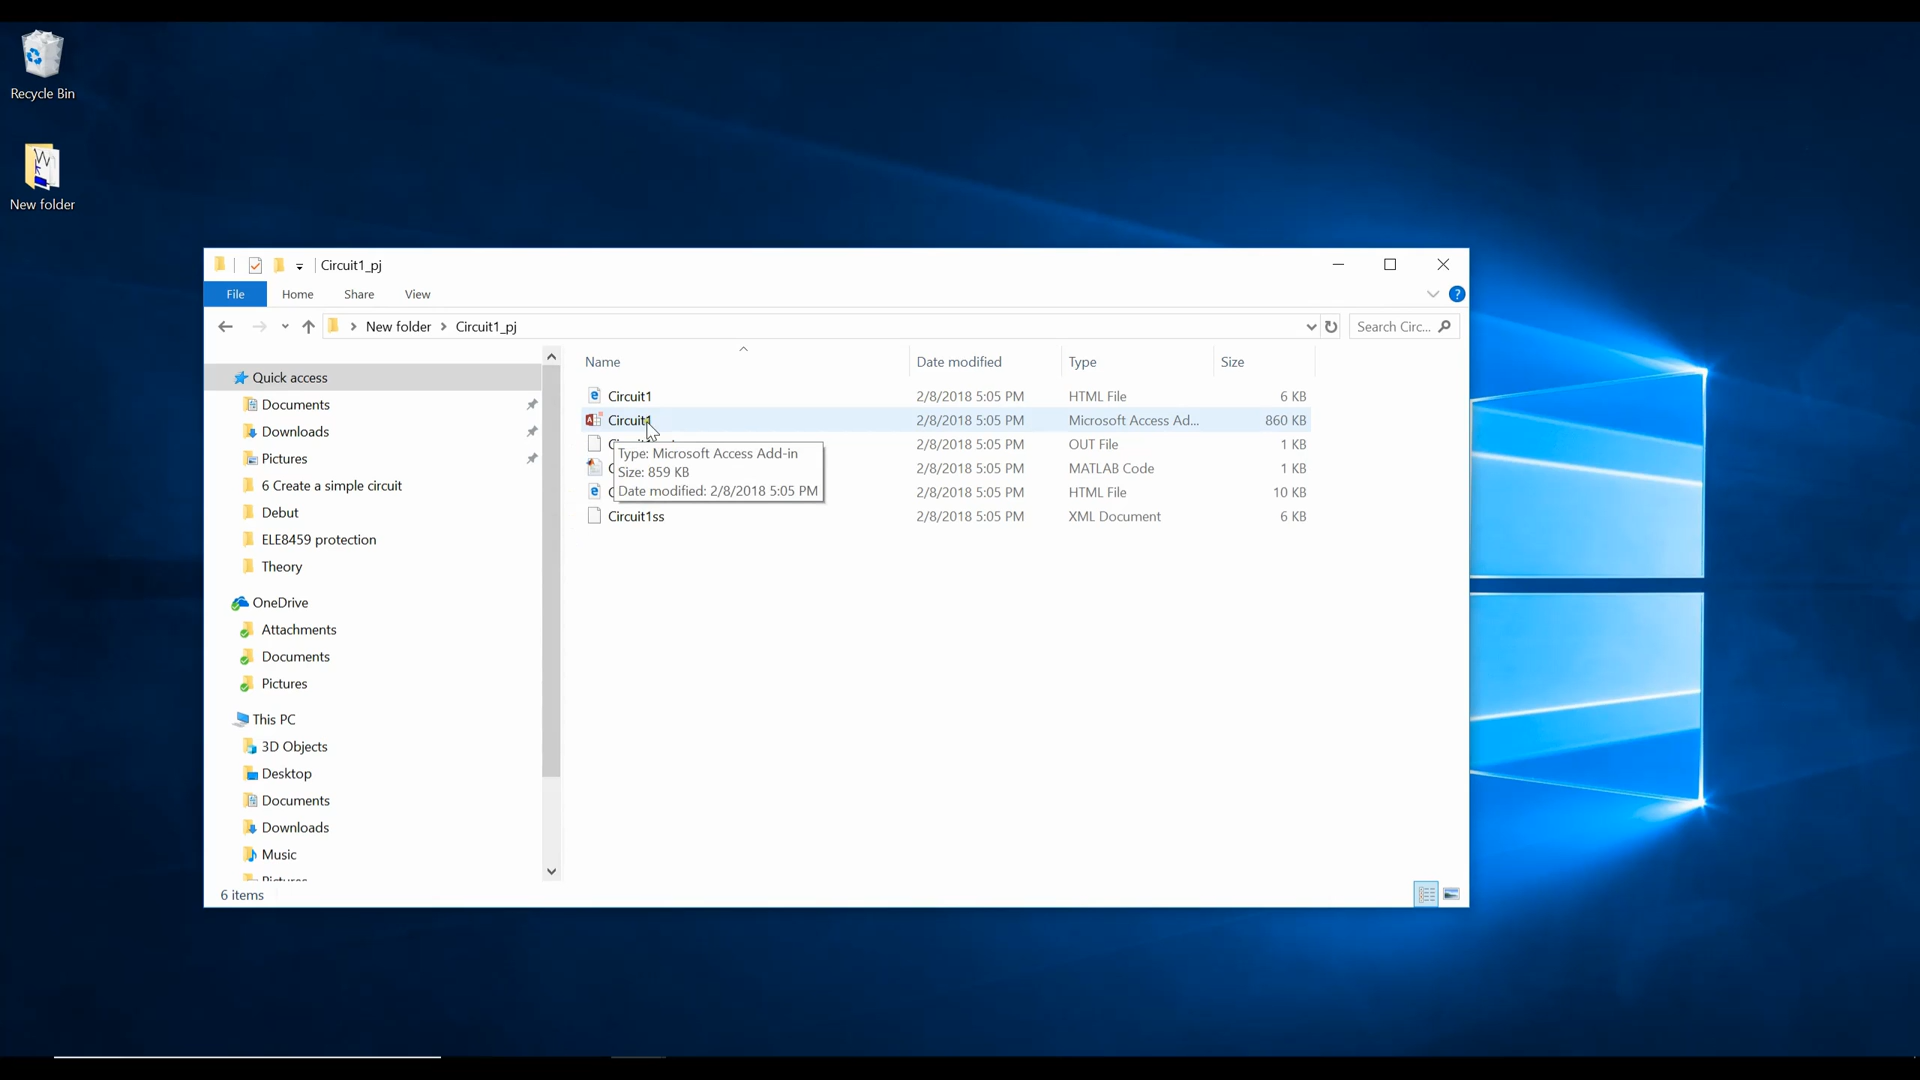 Recycle Bin
New folder
Circuit1_pj
File Home Share View
New folder Circuit1_pj
Search Circ...
Name Date modified Type Size
Quick access
Documents
Downloads
Pictures
6 Create a simple circuit
Debut
ELE8459 protection
Theory
OneDrive
Attachments
Documents
Pictures
This PC
3D Objects
Desktop
Documents
Downloads
Music
Circuit1 2/8/2018 5:05 PM HTML File 6 KB
Circuit1 2/8/2018 5:05 PM Microsoft Access Ad... 860 KB
2/8/2018 5:05 PM OUT File 1 KB
2/8/2018 5:05 PM MATLAB Code 1 KB
2/8/2018 5:05 PM HTML File 10 KB
Circuit1ss 2/8/2018 5:05 PM XML Document 6 KB
Type: Microsoft Access Add-in
Size: 859 KB
Date modified: 2/8/2018 5:05 PM
6 items